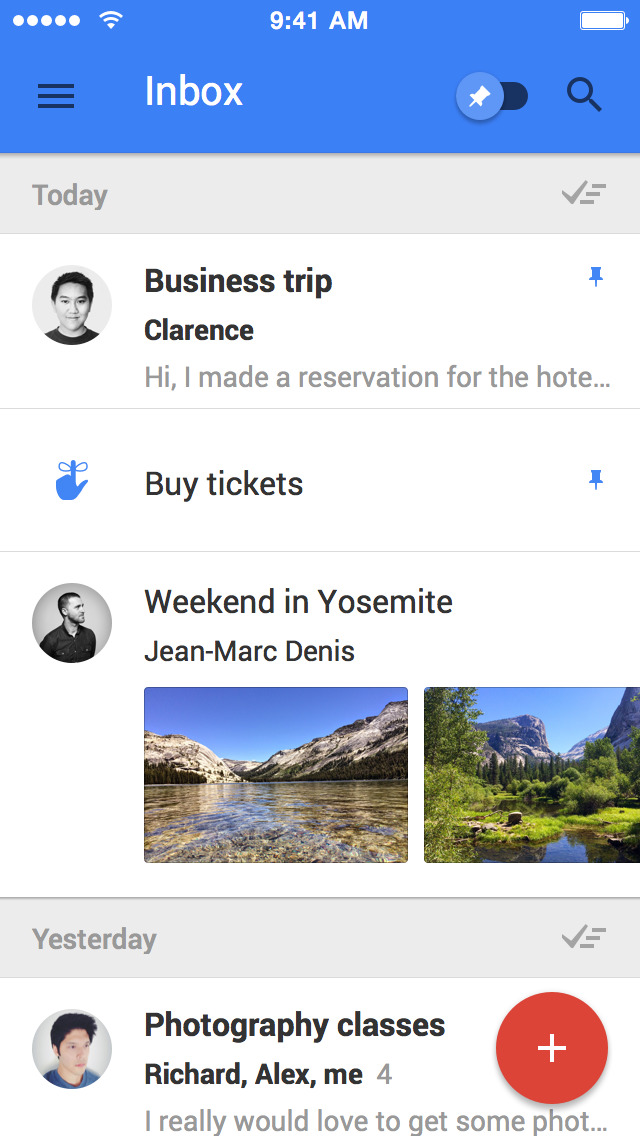 9:41 AM
Inbox
Today
Business trip
Clarence
Hi, I made a reservation for the hote...
Buy tickets
Weekend in Yosemite
Jean-Marc Denis
Yesterday
Photography classes
Richard, Alex, me 4
I really would love to get some phot...